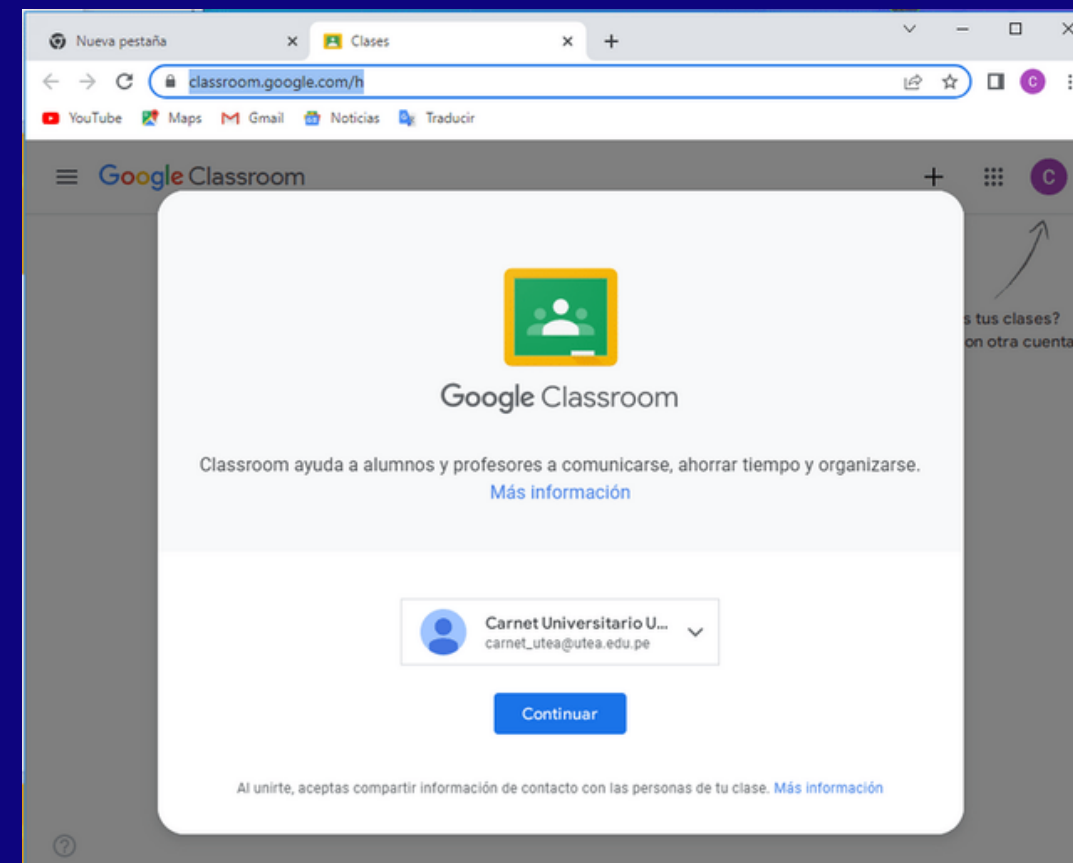 Nueva pestaña
Clases
classroom.google.com/h
YouTube Maps Gmail Noticias Traducir
Google Classroom
C
s tus clases?
on otra cuenta
Google Classroom
Classroom ayuda a alumnos y profesores a comunicarse, ahorrar tiempo y organizarse.
Más información
Carnet Universitario U...
carnet_utea@utea.edu.pe
Continuar
Al unirte, aceptas compartir información de contacto con las personas de tu clase. Más información